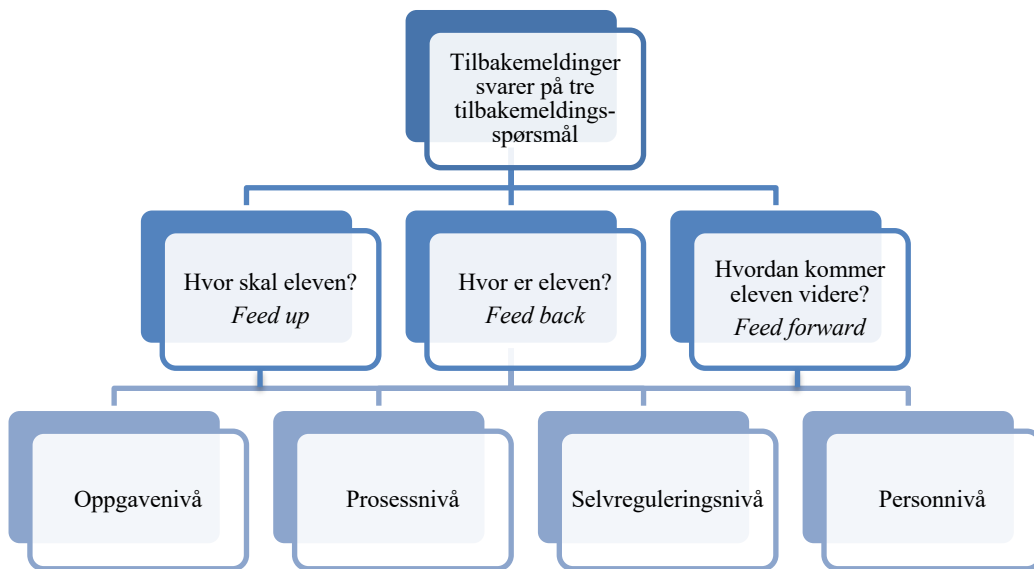 Tilbakemeldinger
svarer på tre
tilbakemeldings-
spørsmål
Hvor skal eleven?
Feed up
Hvor er eleven?
Feed back
Hvordan kommer
eleven videre?
Feed forward
Oppgavenivå
Prosessnivå
Selvreguleringsnivå
Personnivå